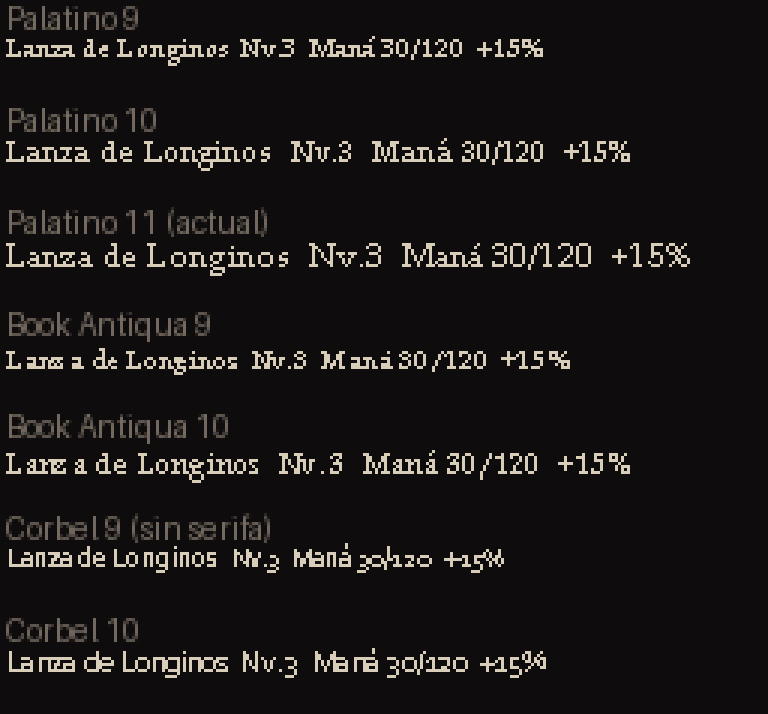 Palatino 9
Lanza de Longinos Nv.3 Maná 30/120 +15%
Palatino 10
Lanza de Longinos Nv.3 Maná 30/120 +15%
Palatino 11 (actual)
Lanza de Longinos Nv.3 Maná 30/120 +15%
Book Antiqua 9
Lanza de Longinos Nv.3 Maná 30/120 +15%
Book Antiqua 10
Lanza de Longinos Nv.3 Maná 30/120 +15%
Corbel 9 (sin serifa)
Lanza de Longinos Nv.3 Maná 30/120 +15%
Corbel 10
Lanza de Longinos Nv.3 Maná 30/120 +15%